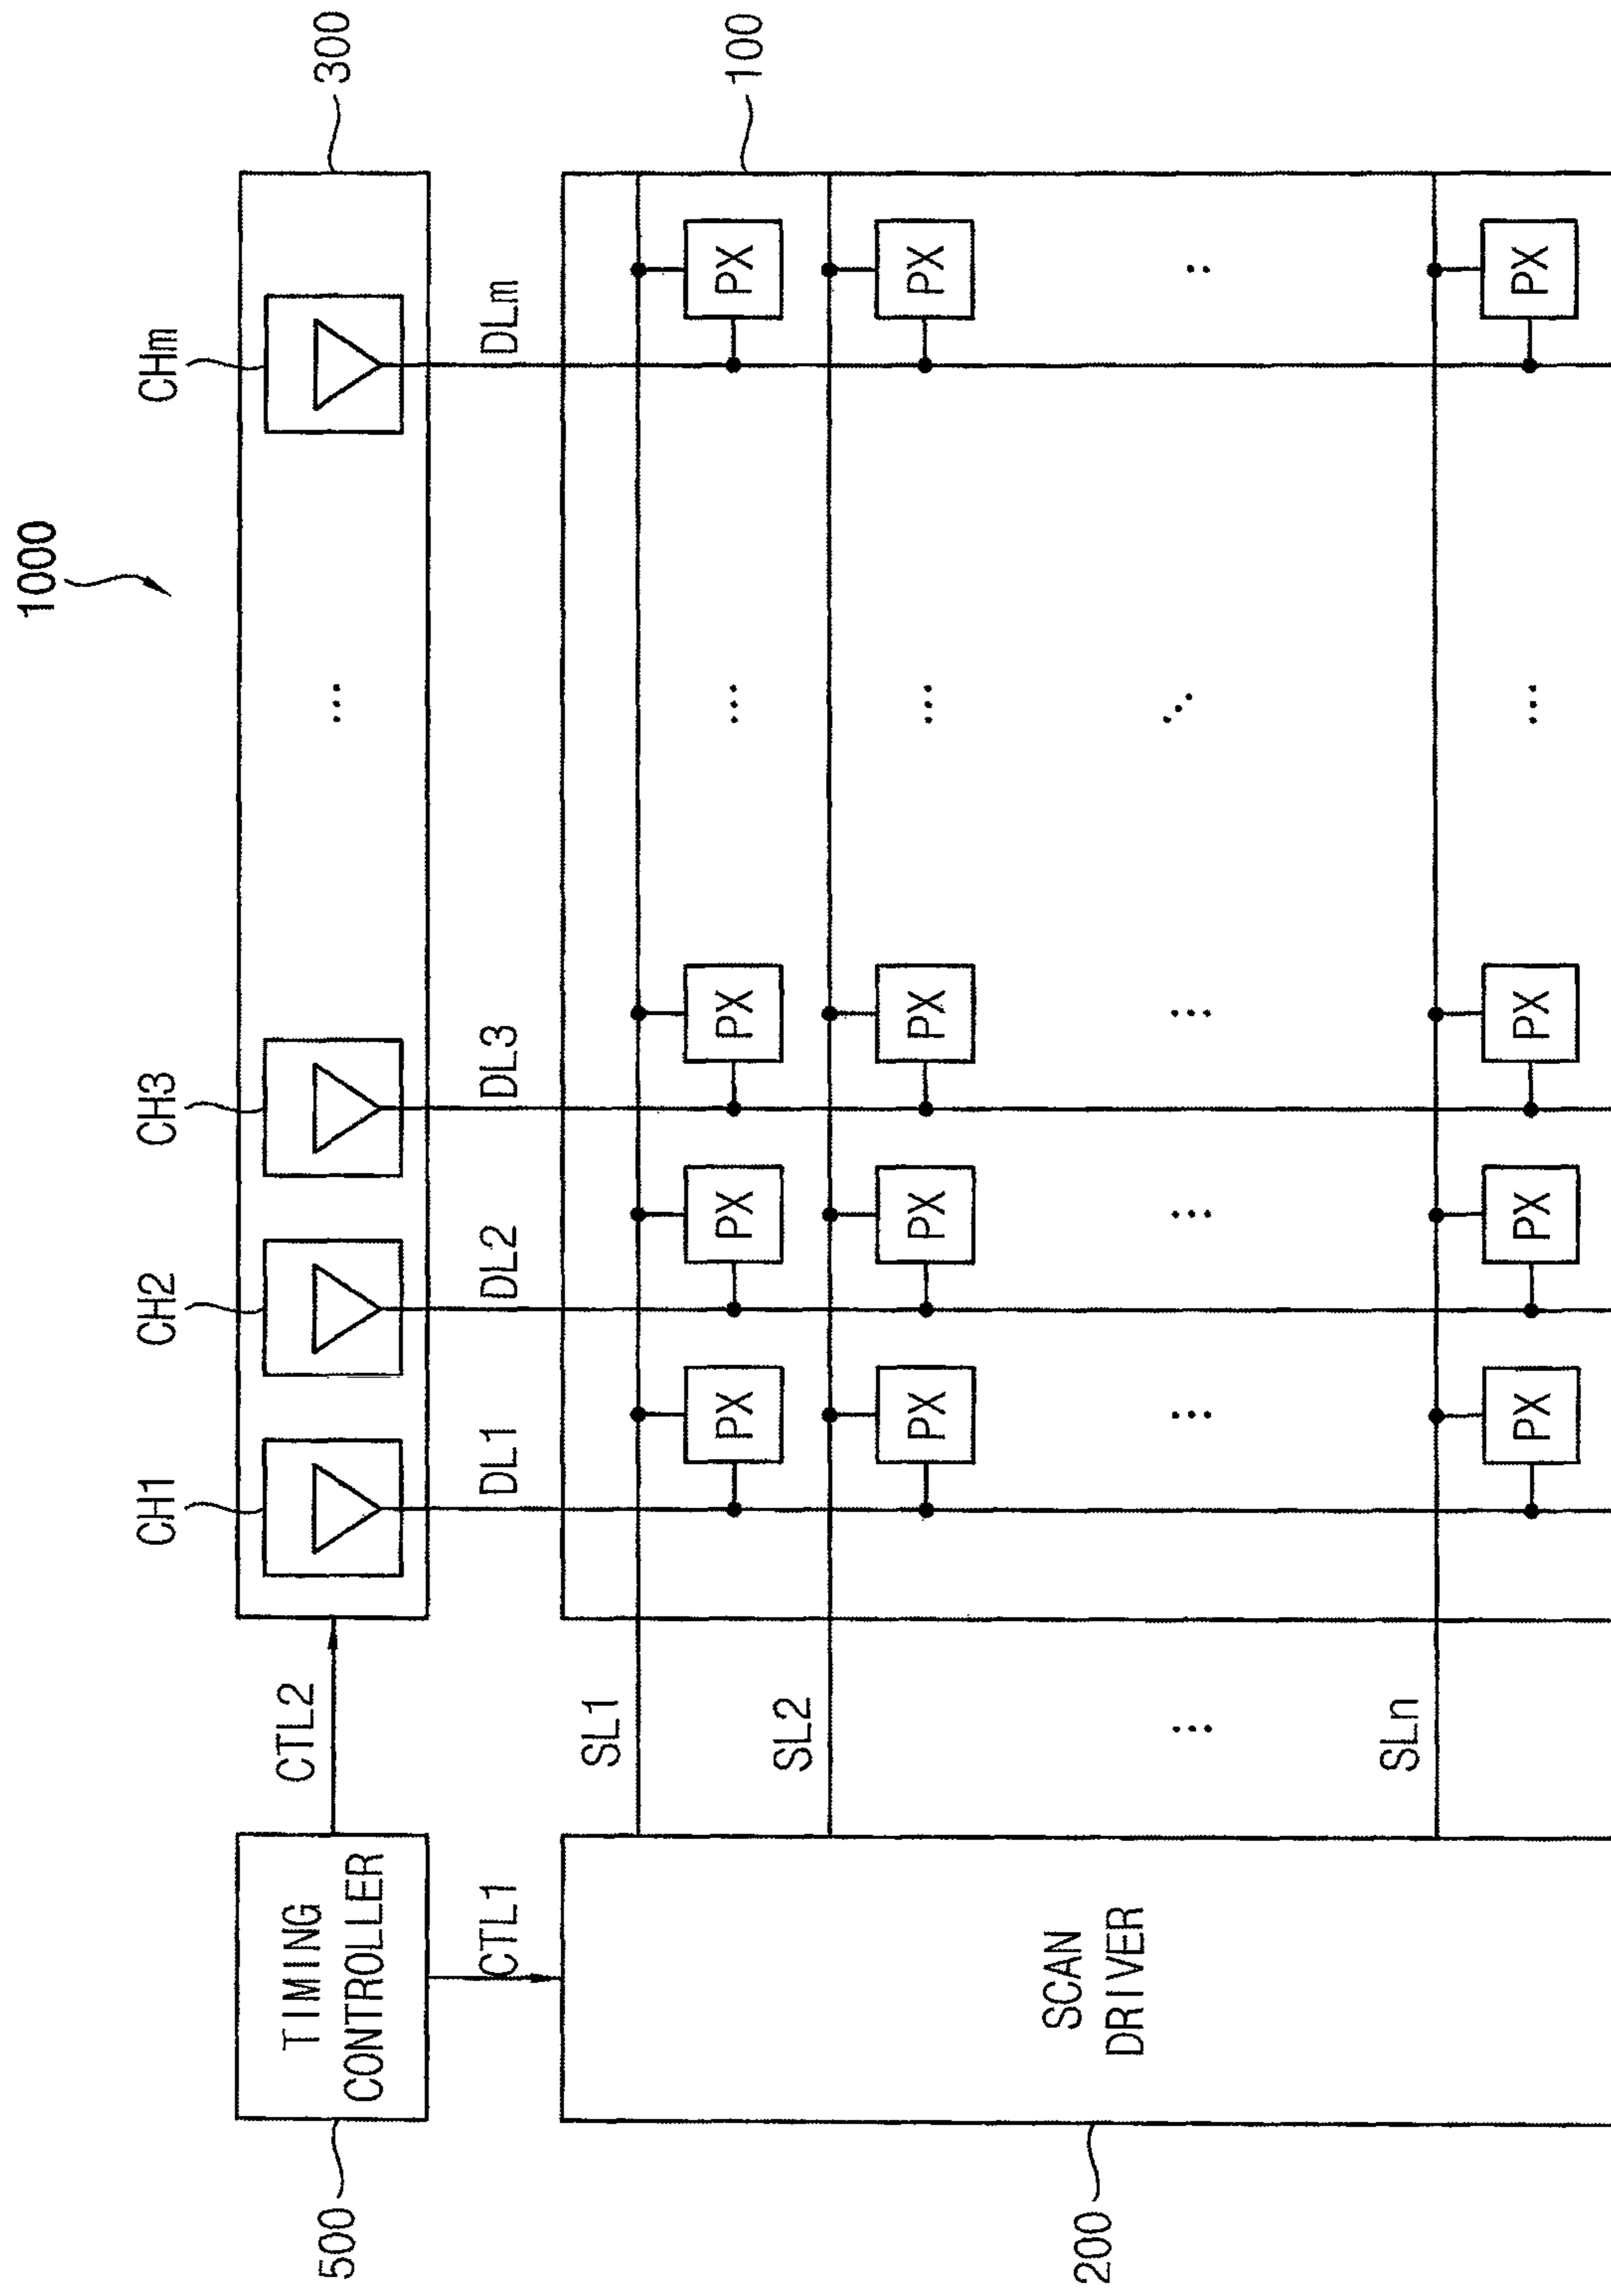 1000
CH1
CH2
CH3
CHm
300
500
TIMING
CONTROLLER
CTL2
...
CTL1
DL1
DL2
DL3
DLm
100
SL1
PX
PX
PX
...
PX
SL2
PX
PX
PX
...
PX
200
SCAN
DRIVER
...
...
...
...
...
SLn
PX
PX
PX
...
PX